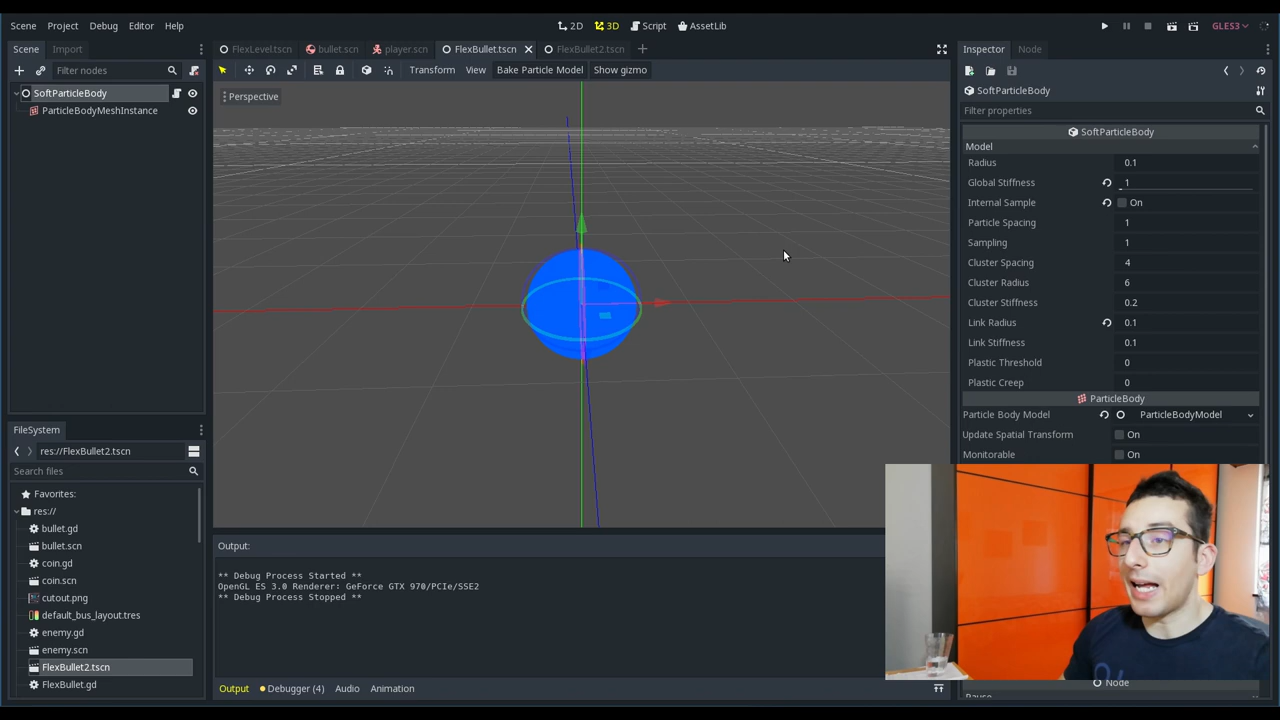 Scene Project Debug Editor Help
2D 3D Script AssetLib
GLES3
Scene Import
FlexLevel.tscn bullet.scn player.scn FlexBullet.tscn FlexBullet2.tscn
Inspector Node
Filter nodes
Transform View Bake Particle Model Show gizmo
SoftParticleBody
ParticleBodyMeshInstance
Perspective
SoftParticleBody
Filter properties
SoftParticleBody
Model
Radius 0.1
Global Stiffness 1
Internal Sample On
Particle Spacing 1
Sampling 1
Cluster Spacing 4
Cluster Radius 6
Cluster Stiffness 0.2
Link Radius 0.1
Link Stiffness 0.1
Plastic Threshold 0
Plastic Creep 0
ParticleBody
Particle Body Model ParticleBodyModel
Update Spatial Transform On
Monitorable On
Node
Pause
FileSystem
res://FlexBullet2.tscn
Search files
Favorites:
res://
bullet.gd
bullet.scn
coin.gd
coin.scn
cutout.png
default_bus_layout.tres
enemy.gd
enemy.scn
FlexBullet2.tscn
FlexBullet.gd
Output:
** Debug Process Started **
OpenGL ES 3.0 Renderer: GeForce GTX 970/PCIe/SSE2
** Debug Process Stopped **
Output Debugger (4) Audio Animation